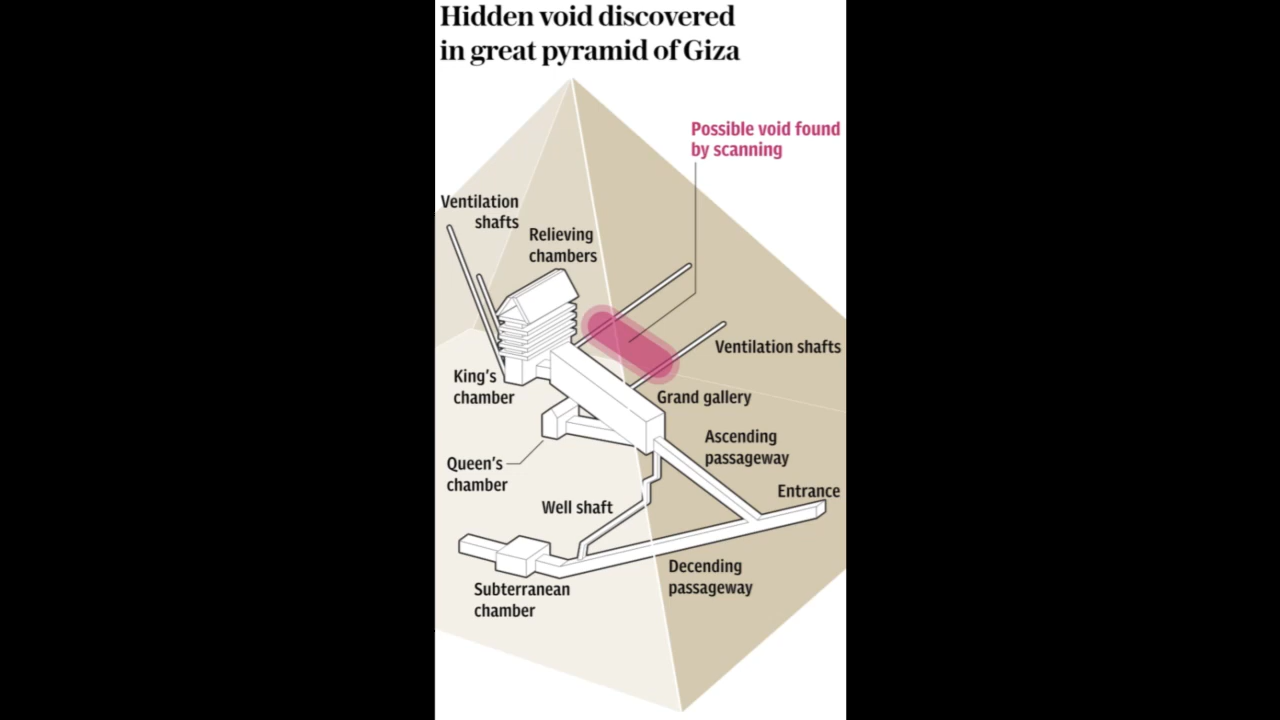 Hidden void discovered
in great pyramid of Giza
Possible void found
by scanning
Ventilation
shafts
Relieving
chambers
Ventilation shafts
King's
chamber
Grand gallery
Ascending
passageway
Queen's
chamber
Entrance
Well shaft
Decending
passageway
Subterranean
chamber